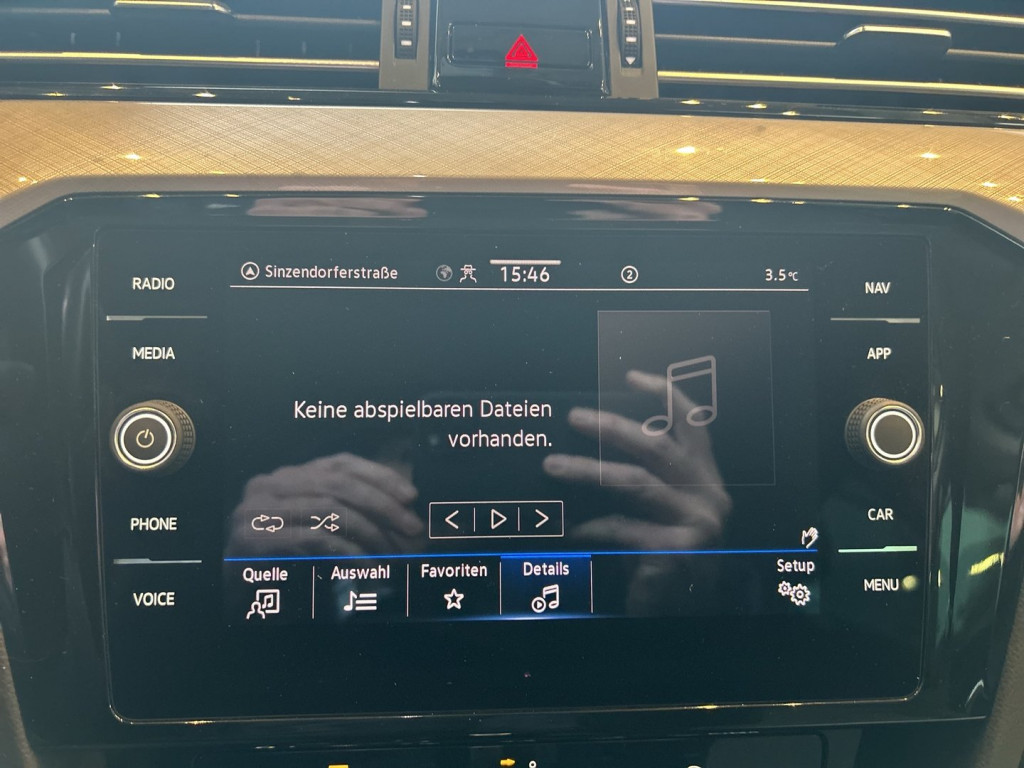 RADIO
MEDIA
PHONE
VOICE
Sinzendorferstraße
15:46
2
3.5°C
Keine abspielbaren Dateien
vorhanden.
Quelle
Auswahl
Favoriten
Details
Setup
NAV
APP
CAR
MENU